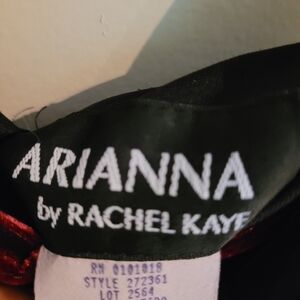 ARIANNA
by RACHEL KAYE
RN 0101018
STYLE 272361
LOT 2564